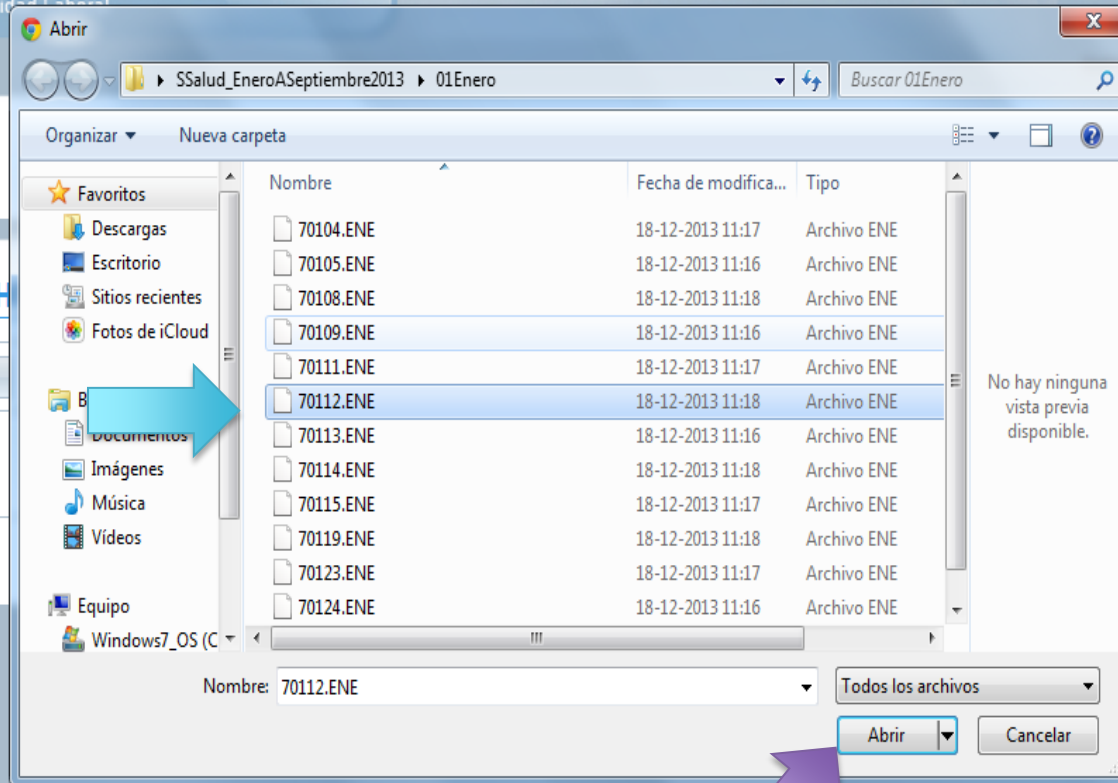 Abrir
SSalud_EneroASeptiembre2013 01Enero
Buscar 01Enero
Organizar Nueva carpeta
Favoritos
Descargas
Escritorio
Sitios recientes
Fotos de iCloud
B
Documentos
Imágenes
Música
Vídeos
Equipo
Windows7_OS (C
Nombre Fecha de modifica... Tipo
70104.ENE 18-12-2013 11:17 Archivo ENE
70105.ENE 18-12-2013 11:16 Archivo ENE
70108.ENE 18-12-2013 11:18 Archivo ENE
70109.ENE 18-12-2013 11:16 Archivo ENE
70111.ENE 18-12-2013 11:17 Archivo ENE
70112.ENE 18-12-2013 11:18 Archivo ENE
70113.ENE 18-12-2013 11:16 Archivo ENE
70114.ENE 18-12-2013 11:18 Archivo ENE
70115.ENE 18-12-2013 11:17 Archivo ENE
70119.ENE 18-12-2013 11:18 Archivo ENE
70123.ENE 18-12-2013 11:17 Archivo ENE
70124.ENE 18-12-2013 11:16 Archivo ENE
No hay ninguna
vista previa
disponible.
Nombre: 70112.ENE Todos los archivos
Abrir Cancelar